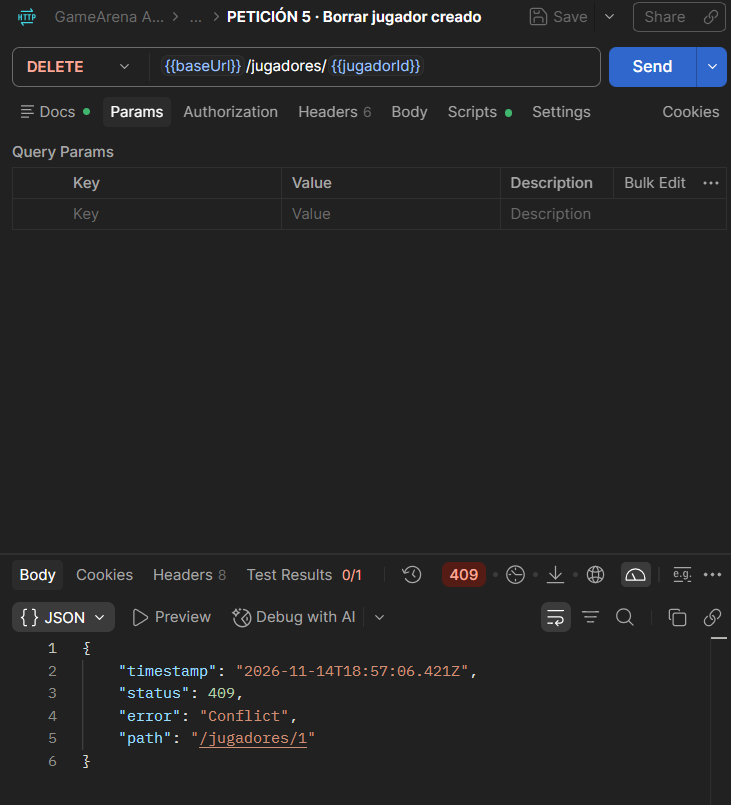 HTTP GameArena A... > ... > PETICIÓN 5 · Borrar jugador creado Save Share
DELETE {{baseUrl}} /jugadores/ {{jugadorId}} Send
Docs Params Authorization Headers 6 Body Scripts Settings Cookies
Query Params
Key Value Description Bulk Edit ...
Key Value Description
Body Cookies Headers 8 Test Results 0/1 409 e.g. ...
{ } JSON Preview Debug with AI
1 {
2 "timestamp": "2026-11-14T18:57:06.421Z",
3 "status": 409,
4 "error": "Conflict",
5 "path": "/jugadores/1"
6 }